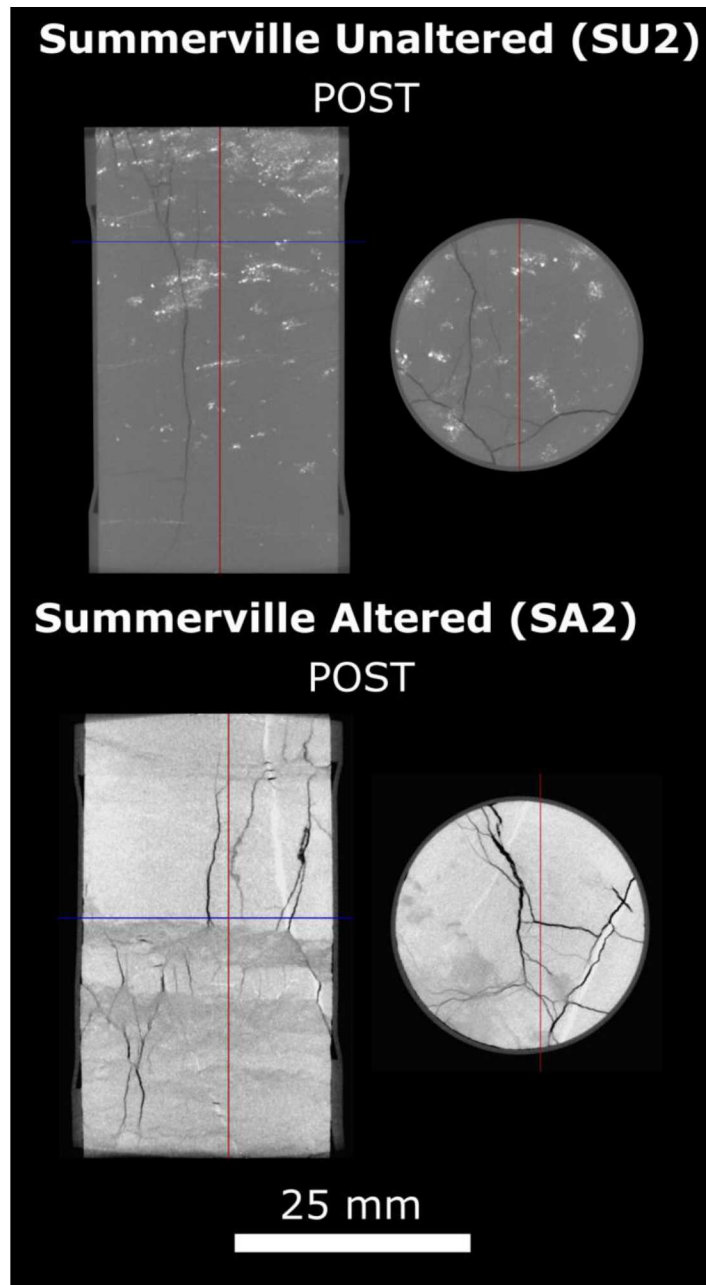 Summerville Unaltered (SU2)
POST
Summerville Altered (SA2)
POST
25 mm